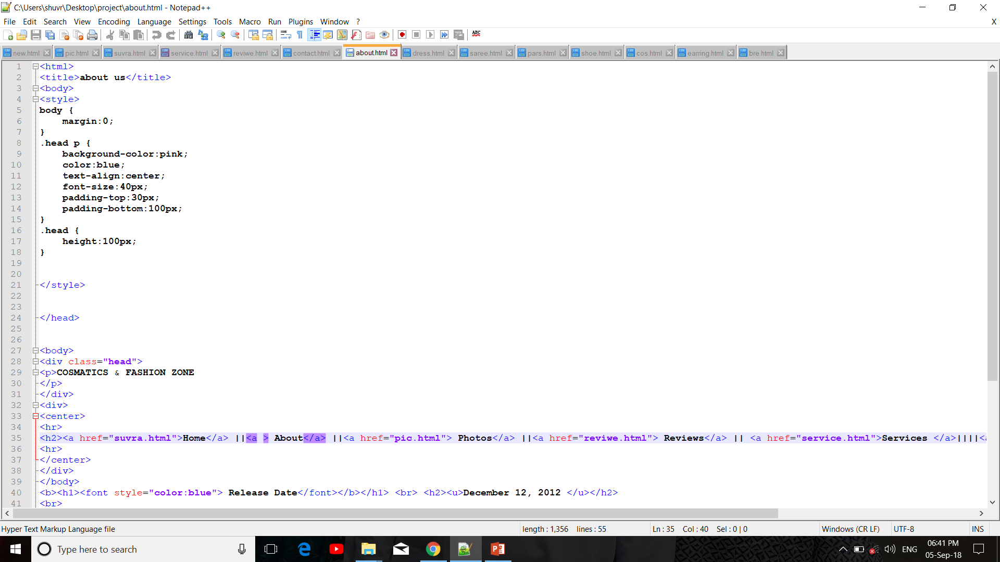 C:\Users\shuvr\Desktop\project\about.html - Notepad++
File Edit Search View Encoding Language Settings Tools Macro Run Plugins Window ? X
ABC
new.html pic.html suvra.html service.html reviwe.html contact.html about.html dress.html saree.html pars.html shoe.html cos.html earring.html bre.html
1 <html>
2 <title>about us</title>
3 <body>
4 <style>
5 body {
6 margin:0;
7 }
8 .head p {
9 background-color:pink;
10 color:blue;
11 text-align:center;
12 font-size:40px;
13 padding-top:30px;
14 padding-bottom:100px;
15 }
16 .head {
17 height:100px;
18 }
19
20
21 </style>
22
23
24 </head>
25
26
27 <body>
28 <div class="head">
29 <p>COSMATICS & FASHION ZONE
30 </p>
31 </div>
32 <div>
33 <center>
34 <hr>
35 <h2><a href="suvra.html">Home</a> ||<a > About</a> ||<a href="pic.html"> Photos</a> ||<a href="reviwe.html"> Reviews</a> || <a href="service.html">Services </a>||||<a
36 <hr>
37 </center>
38 </div>
39 </body>
40 <b><h1><font style="color:blue"> Release Date</font></b></h1> <br> <h2><u>December 12, 2012 </u></h2>
41 <br>
Hyper Text Markup Language file length : 1,356 lines : 55 Ln : 35 Col : 40 Sel : 0 | 0 Windows (CR LF) UTF-8 INS
Type here to search ENG 06:41 PM
05-Sep-18